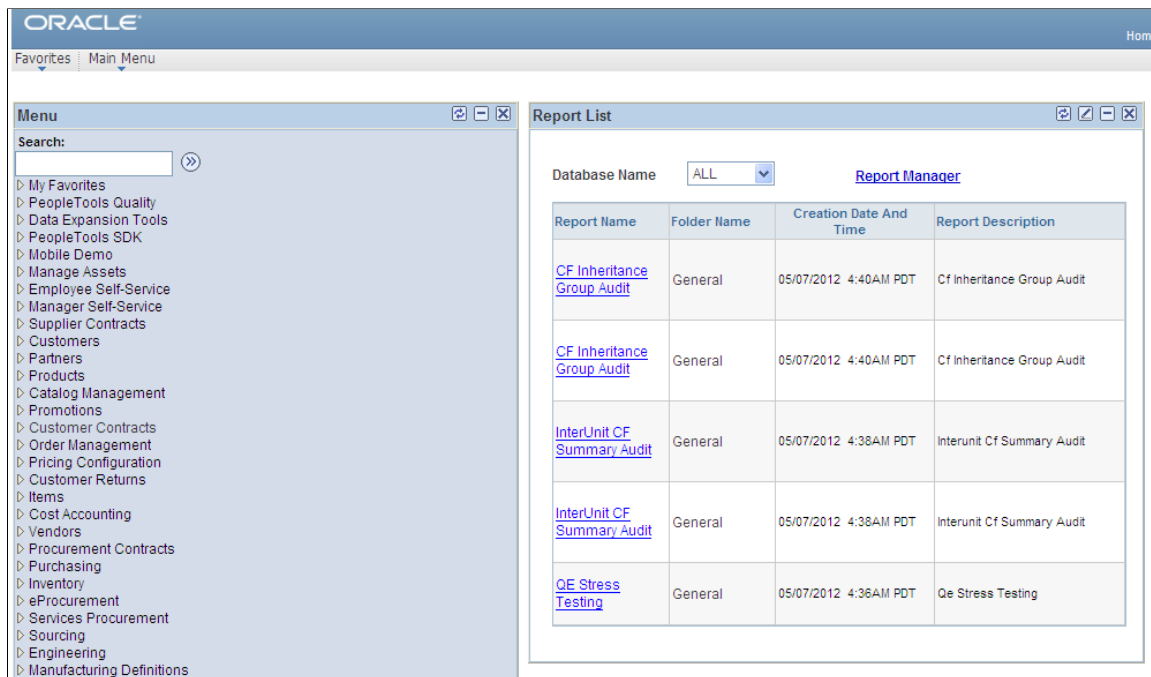 ORACLE
Hom
Favorites Main Menu
Menu
Search:
My Favorites
PeopleTools Quality
Data Expansion Tools
PeopleTools SDK
Mobile Demo
Manage Assets
Employee Self-Service
Manager Self-Service
Supplier Contracts
Customers
Partners
Products
Catalog Management
Promotions
Customer Contracts
Order Management
Pricing Configuration
Customer Returns
Items
Cost Accounting
Vendors
Procurement Contracts
Purchasing
Inventory
eProcurement
Services Procurement
Sourcing
Engineering
Manufacturing Definitions
Report List
Database Name ALL Report Manager
Report Name Folder Name Creation Date And Time Report Description
CF Inheritance Group Audit General 05/07/2012 4:40AM PDT Cf Inheritance Group Audit
CF Inheritance Group Audit General 05/07/2012 4:40AM PDT Cf Inheritance Group Audit
InterUnit CF Summary Audit General 05/07/2012 4:38AM PDT Interunit Cf Summary Audit
InterUnit CF Summary Audit General 05/07/2012 4:38AM PDT Interunit Cf Summary Audit
QE Stress Testing General 05/07/2012 4:36AM PDT Qe Stress Testing